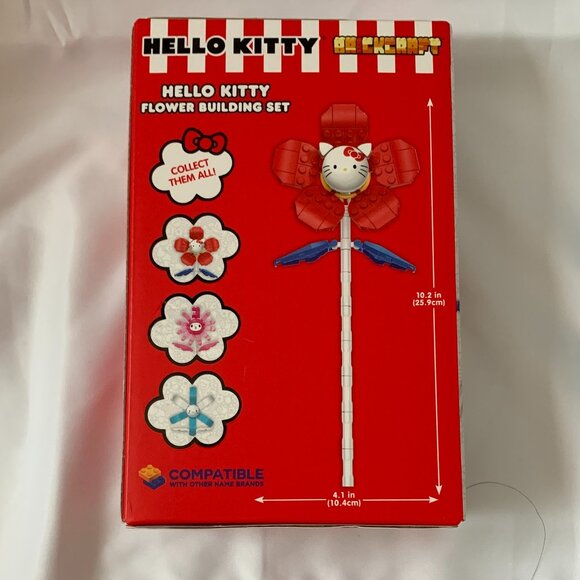 HELLO KITTY BRICKCRAFT
HELLO KITTY
FLOWER BUILDING SET
COLLECT
THEM ALL!
10.2 in
(25.9cm)
COMPATIBLE
WITH OTHER NAME BRANDS
4.1 in
(10.4cm)